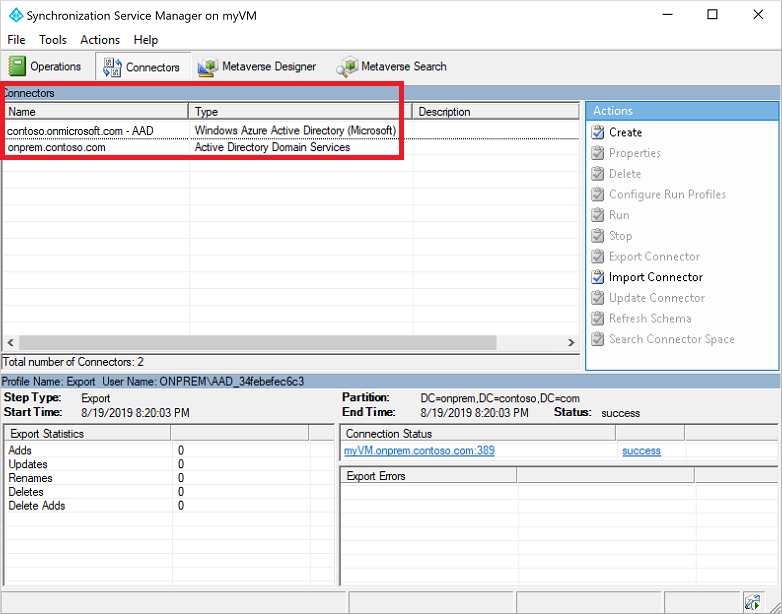 Synchronization Service Manager on myVM
File Tools Actions Help
Operations Connectors Metaverse Designer Metaverse Search
Connectors
Name Type Description
contoso.onmicrosoft.com - AAD Windows Azure Active Directory (Microsoft)
onprem.contoso.com Active Directory Domain Services
Total number of Connectors: 2
Actions
Create
Properties
Delete
Configure Run Profiles
Run
Stop
Export Connector
Import Connector
Update Connector
Refresh Schema
Search Connector Space
Profile Name: Export User Name: ONPREM\AAD_34febefec6c3
Step Type: Export
Start Time: 8/19/2019 8:20:03 PM
Partition: DC=onprem,DC=contoso,DC=com
End Time: 8/19/2019 8:20:03 PM Status: success
Export Statistics
Adds 0
Updates 0
Renames 0
Deletes 0
Delete Adds 0
Connection Status
myVM.onprem.contoso.com:389 success
Export Errors